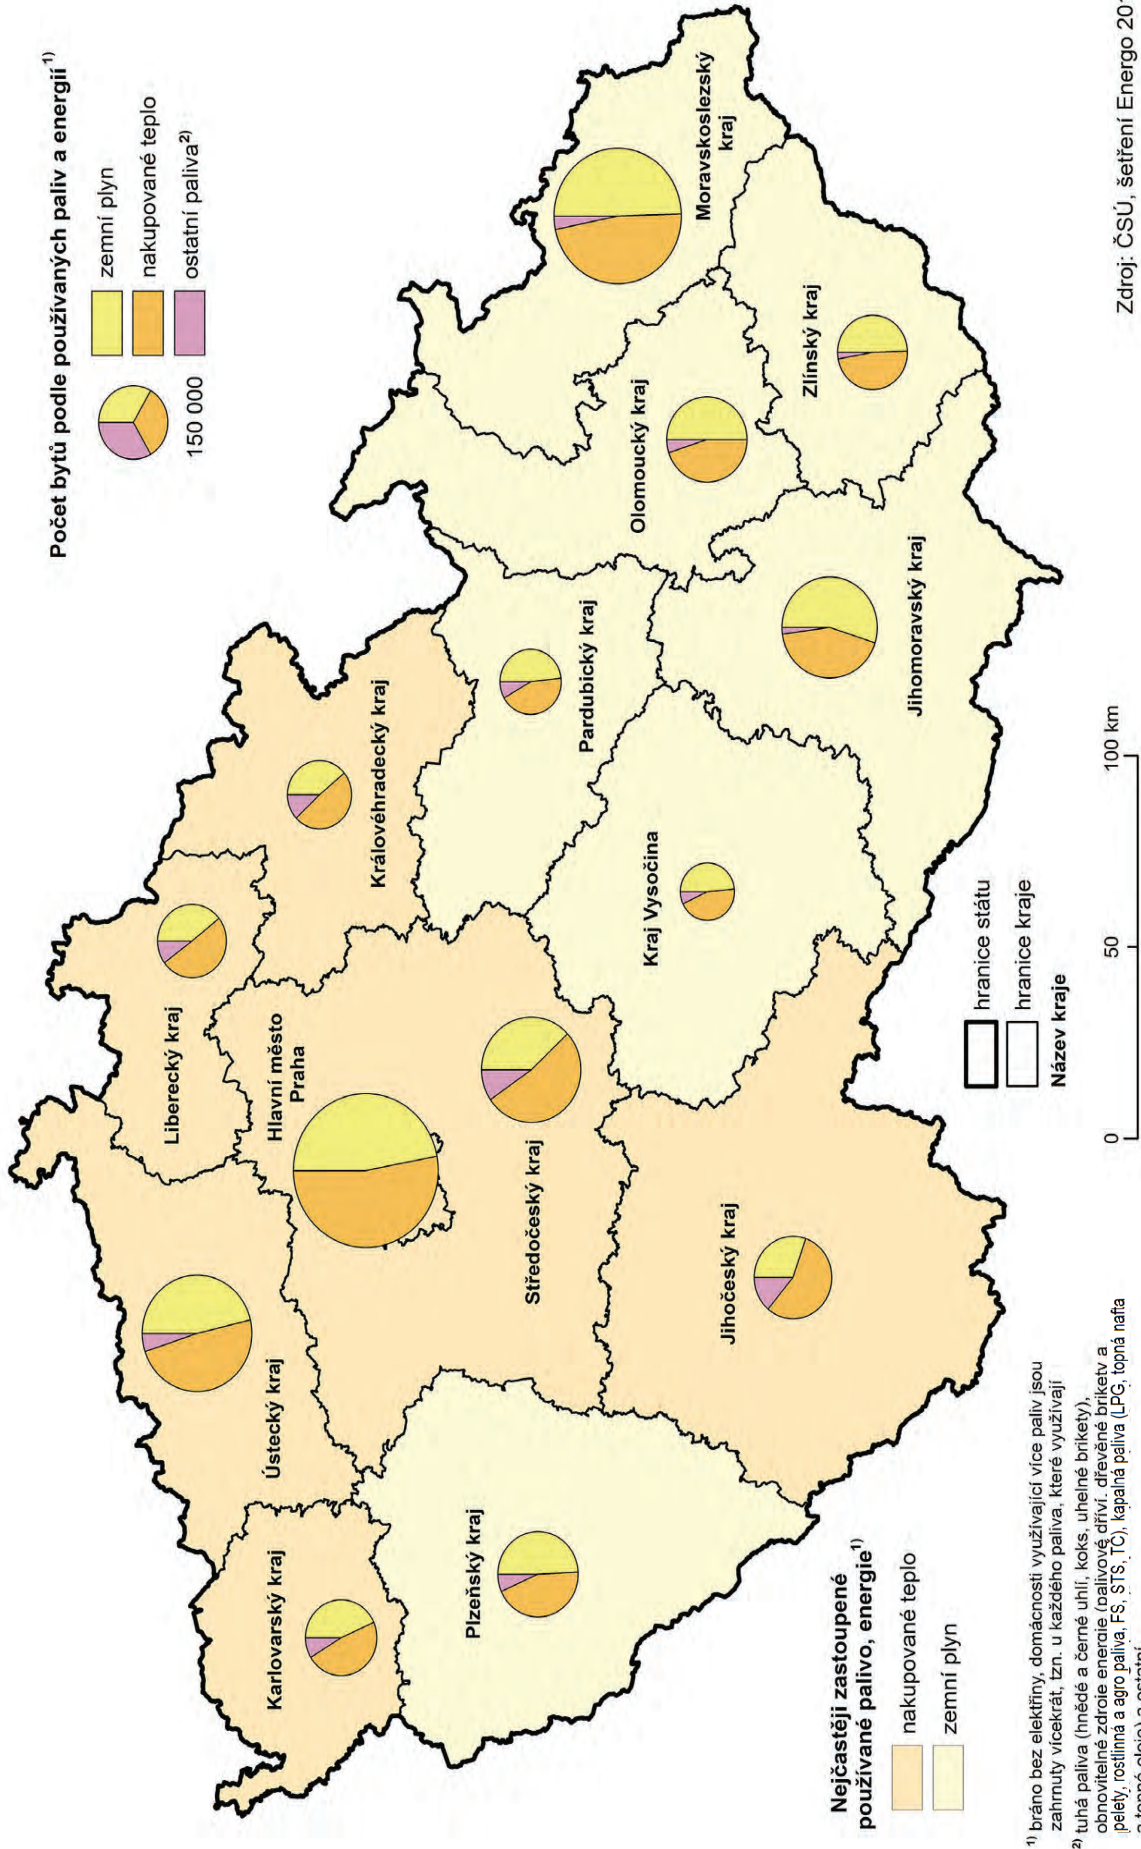 Počet bytů podle používaných paliv a energií 1)
150 000
zemní plyn
nakupované teplo
ostatní paliva2)
Liberecký kraj
Ústecký kraj
Hlavní město
Praha
Karlovarský kraj
Královéhradecký kraj
Středočeský kraj
Plzeňský kraj
Pardubický kraj
Olomoucký kraj
Moravskoslezský
kraj
Kraj Vysočina
Jihočeský kraj
Zlínský kraj
Jihomoravský kraj
Nejčastěji zastoupené
používané palivo, energie1)
nakupované teplo
zemní plyn
hranice státu
hranice kraje
Název kraje
0 50 100 km
1) bráno bez elektřiny, domácnosti využívající více paliv jsou
zahrnuty vícekrát, tzn. u každého paliva, které využívají
2) tuhá paliva (hnědé a černé uhlí, koks, uhelné brikety),
obnovitelné zdroje energie (palivové dříví, dřevěné brikety a
pelety, rostlinná a agro paliva, FS, STS, TČ), kapalná paliva (LPG, topná nafta
Zdroj: ČSÚ, šetření Energo